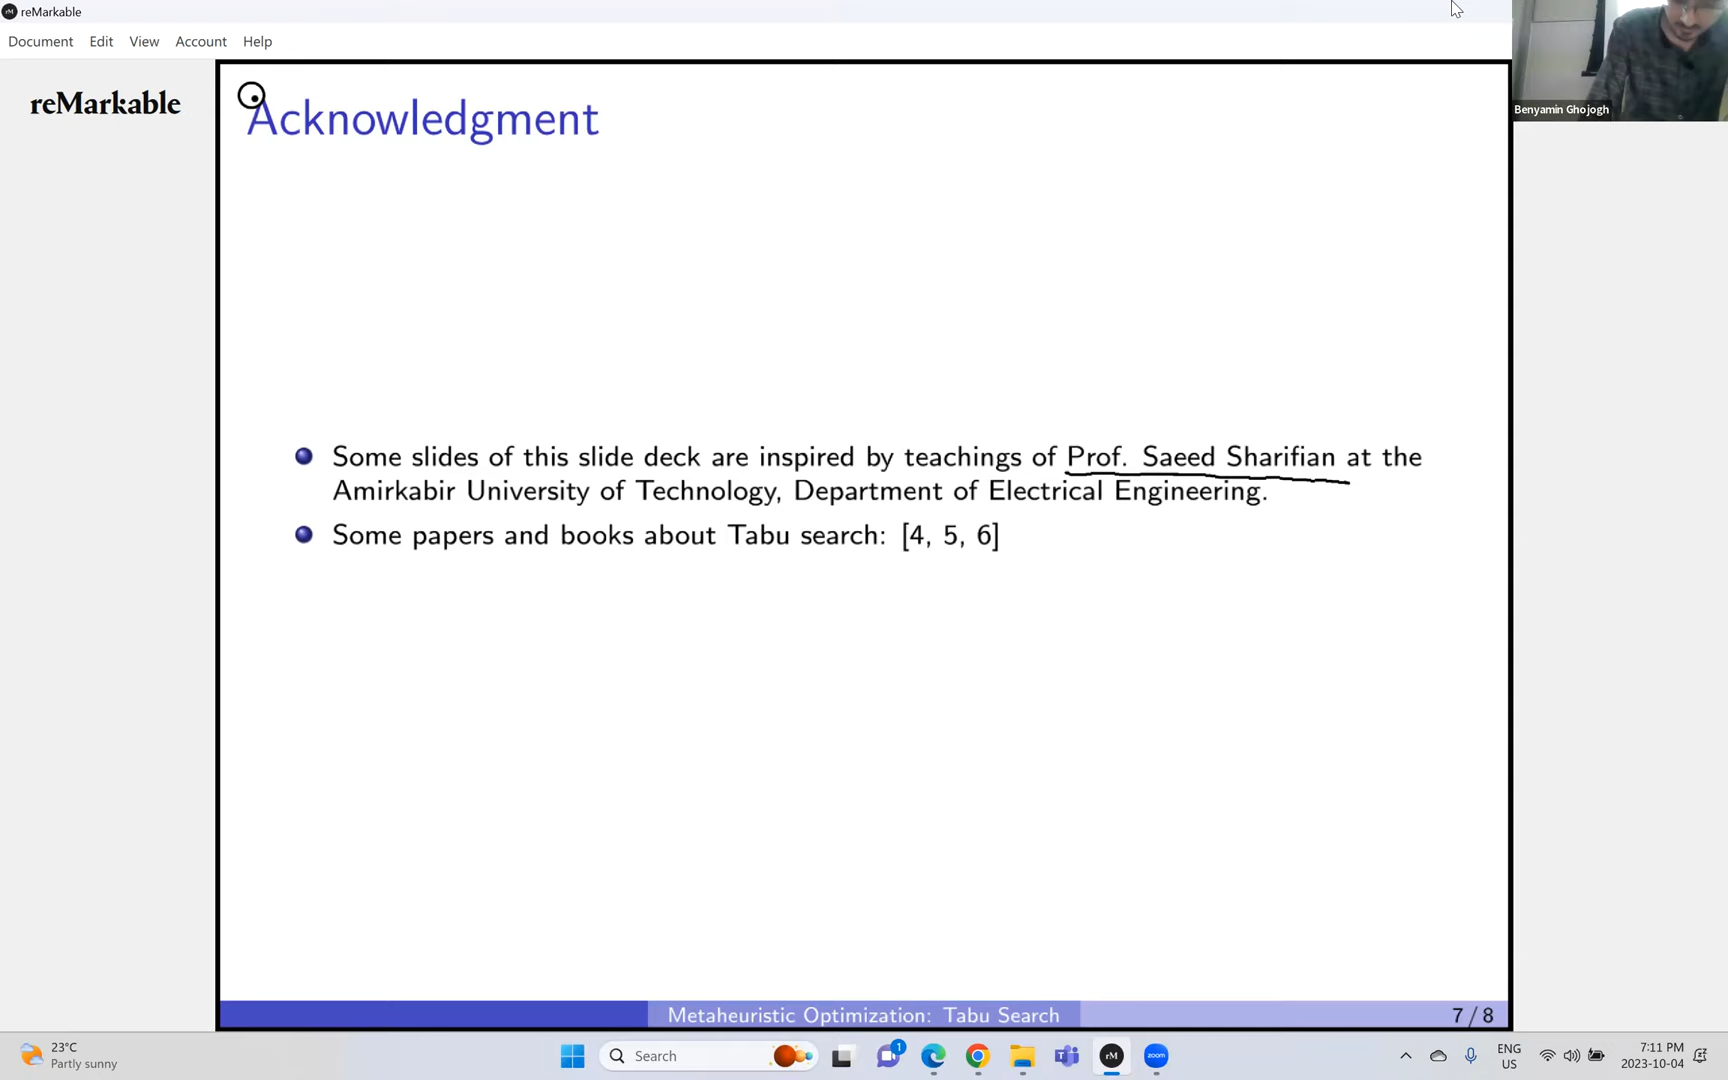 reMarkable
Document Edit View Account Help
reMarkable
Acknowledgment
Benyamin Ghojogh
Some slides of this slide deck are inspired by teachings of Prof. Saeed Sharifian at the
Amirkabir University of Technology, Department of Electrical Engineering.
Some papers and books about Tabu search: [4, 5, 6]
Metaheuristic Optimization: Tabu Search
7 / 8
23°C
Partly sunny
Search
1
rM
zoom
ENG
US
7:11 PM
2023-10-04